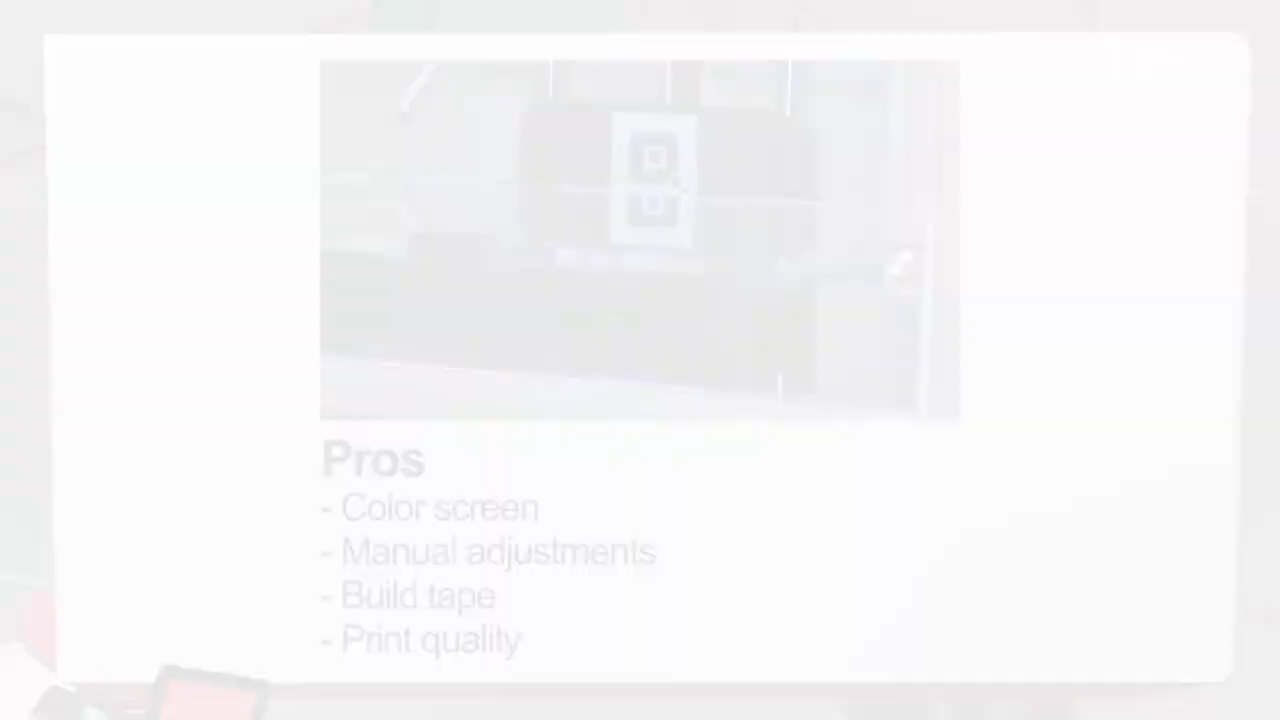 Pros
- Color screen
- Manual adjustments
- Build tape
- Print quality